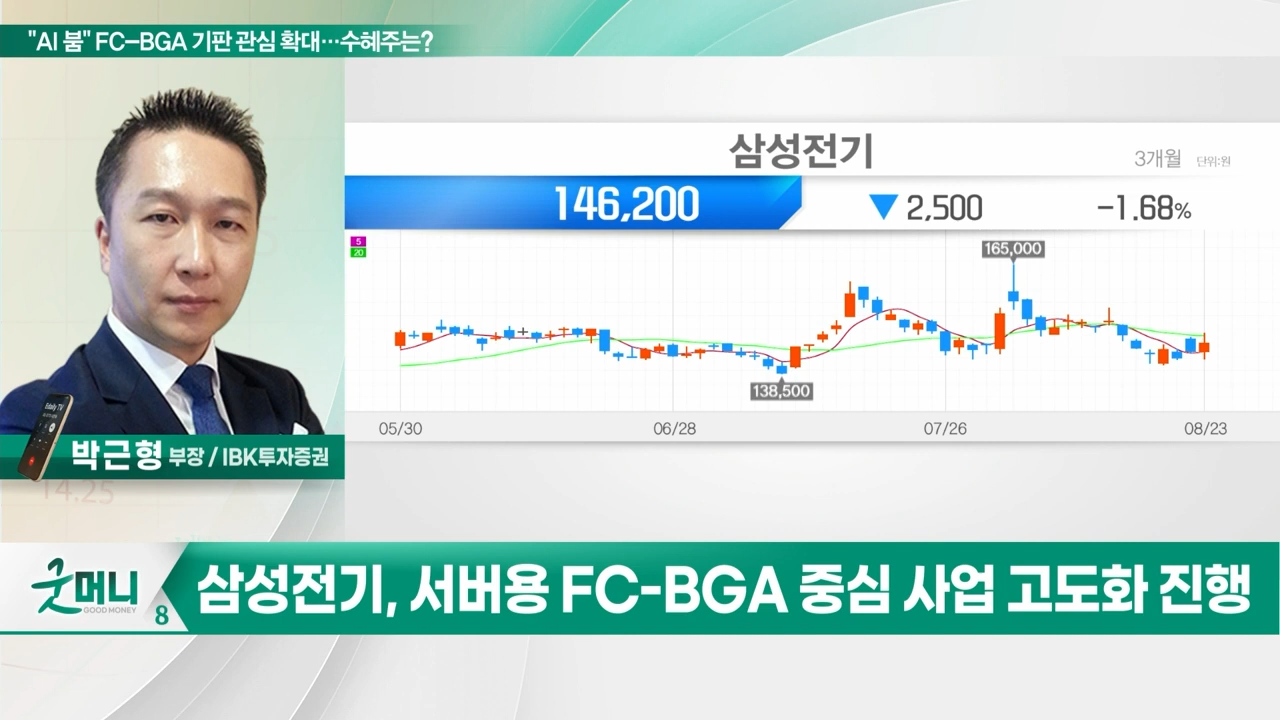 "AI 붐" FC-BGA 기판 관심 확대…수혜주는?
삼성전기
3개월 단위:원
146,200 ▼ 2,500 -1.68%
5
20
165,000
138,500
05/30 06/28 07/26 08/23
Edaily TV
박근형 부장 / IBK투자증권
14.25
굿머니
GOOD MONEY
8
삼성전기, 서버용 FC-BGA 중심 사업 고도화 진행